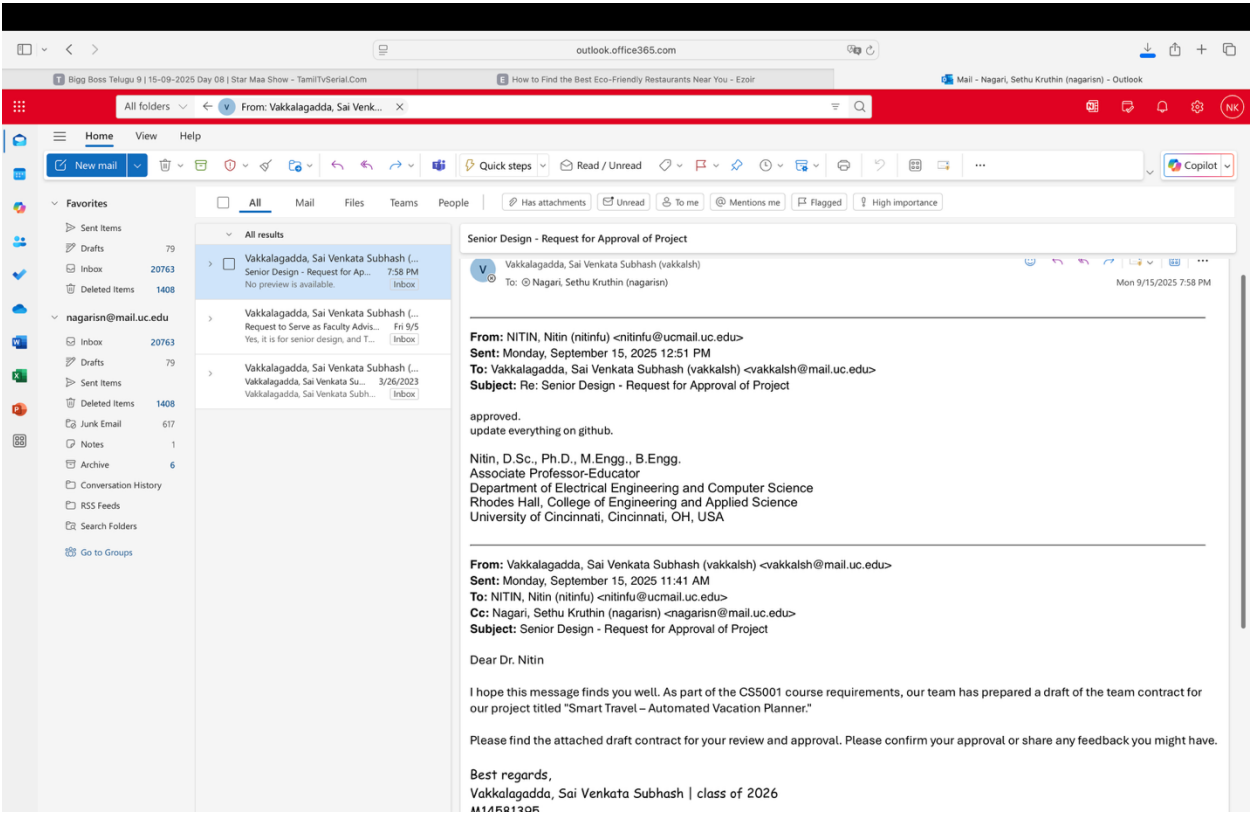 outlook.office365.com
Bigg Boss Telugu 9 | 15-09-2025 Day 08 | Star Maa Show - TamilTvSerial.Com
How to Find the Best Eco-Friendly Restaurants Near You - Ezoir
Mail - Nagari, Sethu Kruthin (nagarisn) - Outlook
All folders
V From: Vakkalagadda, Sai Venk...
NK
Home View Help
New mail
Quick steps
Read / Unread
Copilot
Favorites
Sent Items
Drafts 79
Inbox 20763
Deleted Items 1408
nagarisn@mail.uc.edu
Inbox 20763
Drafts 79
Sent Items
Deleted Items 1408
Junk Email 617
Notes 1
Archive 6
Conversation History
RSS Feeds
Search Folders
Go to Groups
All Mail Files Teams People
Has attachments Unread To me Mentions me Flagged High importance
All results
Vakkalagadda, Sai Venkata Subhash (...
Senior Design - Request for Ap... 7:58 PM
No preview is available. Inbox
Vakkalagadda, Sai Venkata Subhash (...
Request to Serve as Faculty Advis... Fri 9/5
Yes, it is for senior design, and T... Inbox
Vakkalagadda, Sai Venkata Subhash (...
Vakkalagadda, Sai Venkata Su... 3/26/2023
Vakkalagadda, Sai Venkata Subh... Inbox
Senior Design - Request for Approval of Project
V
Vakkalagadda, Sai Venkata Subhash (vakkalsh)
To: Nagari, Sethu Kruthin (nagarisn)
Mon 9/15/2025 7:58 PM
From: NITIN, Nitin (nitinfu) <nitinfu@ucmail.uc.edu>
Sent: Monday, September 15, 2025 12:51 PM
To: Vakkalagadda, Sai Venkata Subhash (vakkalsh) <vakkalsh@mail.uc.edu>
Subject: Re: Senior Design - Request for Approval of Project
approved.
update everything on github.
Nitin, D.Sc., Ph.D., M.Engg., B.Engg.
Associate Professor-Educator
Department of Electrical Engineering and Computer Science
Rhodes Hall, College of Engineering and Applied Science
University of Cincinnati, Cincinnati, OH, USA
From: Vakkalagadda, Sai Venkata Subhash (vakkalsh) <vakkalsh@mail.uc.edu>
Sent: Monday, September 15, 2025 11:41 AM
To: NITIN, Nitin (nitinfu) <nitinfu@ucmail.uc.edu>
Cc: Nagari, Sethu Kruthin (nagarisn) <nagarisn@mail.uc.edu>
Subject: Senior Design - Request for Approval of Project
Dear Dr. Nitin
I hope this message finds you well. As part of the CS5001 course requirements, our team has prepared a draft of the team contract for
our project titled "Smart Travel – Automated Vacation Planner."
Please find the attached draft contract for your review and approval. Please confirm your approval or share any feedback you might have.
Best regards,
Vakkalagadda, Sai Venkata Subhash | class of 2026
M14581395